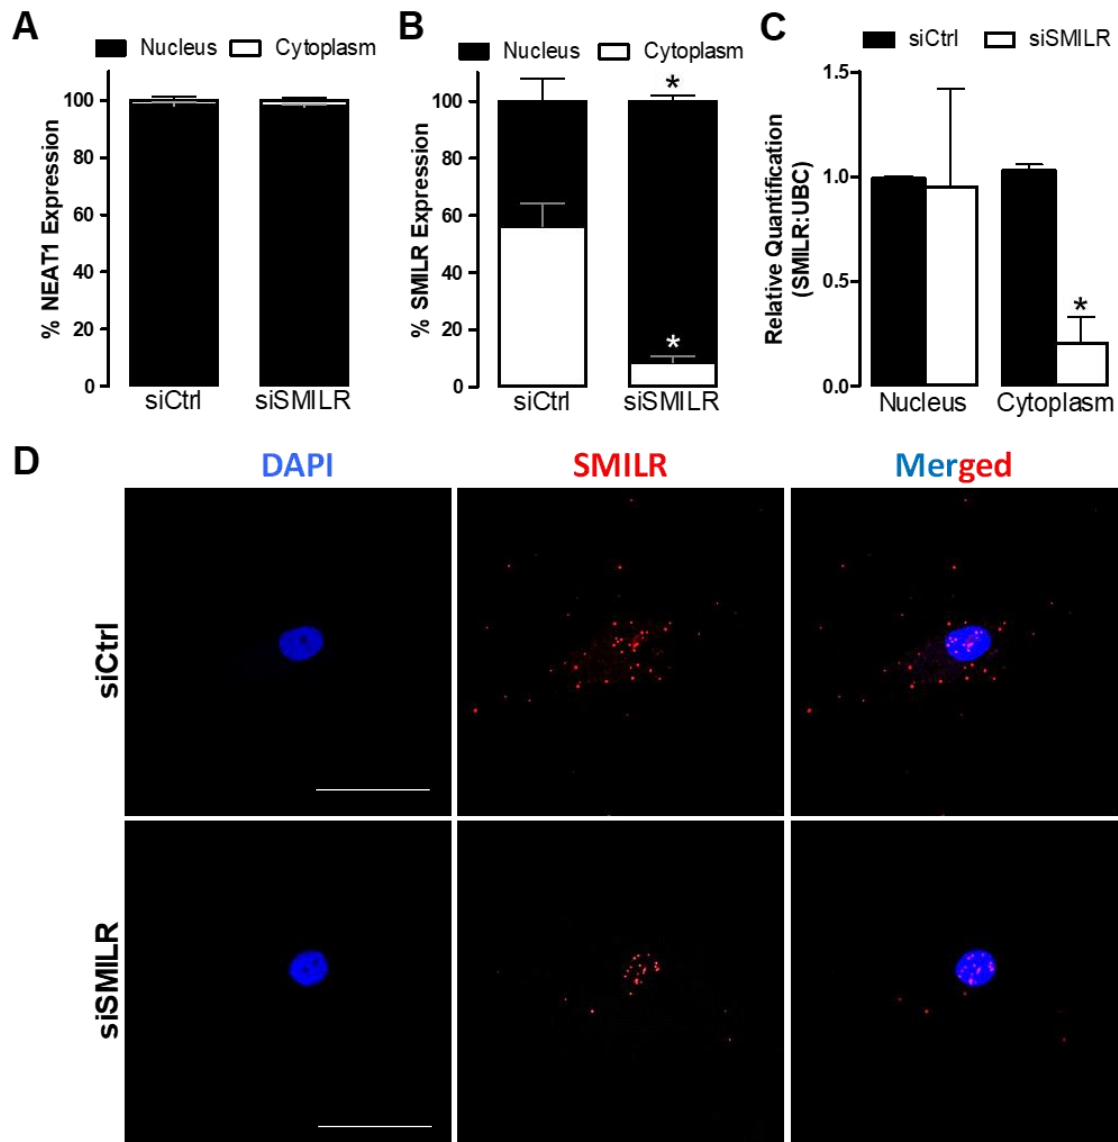 A
Nucleus Cytoplasm
% NEAT1 Expression
100
80
60
40
20
0
siCtrl siSMILR
B
Nucleus Cytoplasm
% SMILR Expression
100
80
60
40
20
0
*
*
siCtrl siSMILR
C
siCtrl siSMILR
Relative Quantification
(SMILR:UBC)
1.5
1.0
0.5
0.0
*
Nucleus Cytoplasm
D
DAPI SMILR Merged
siCtrl
siSMILR